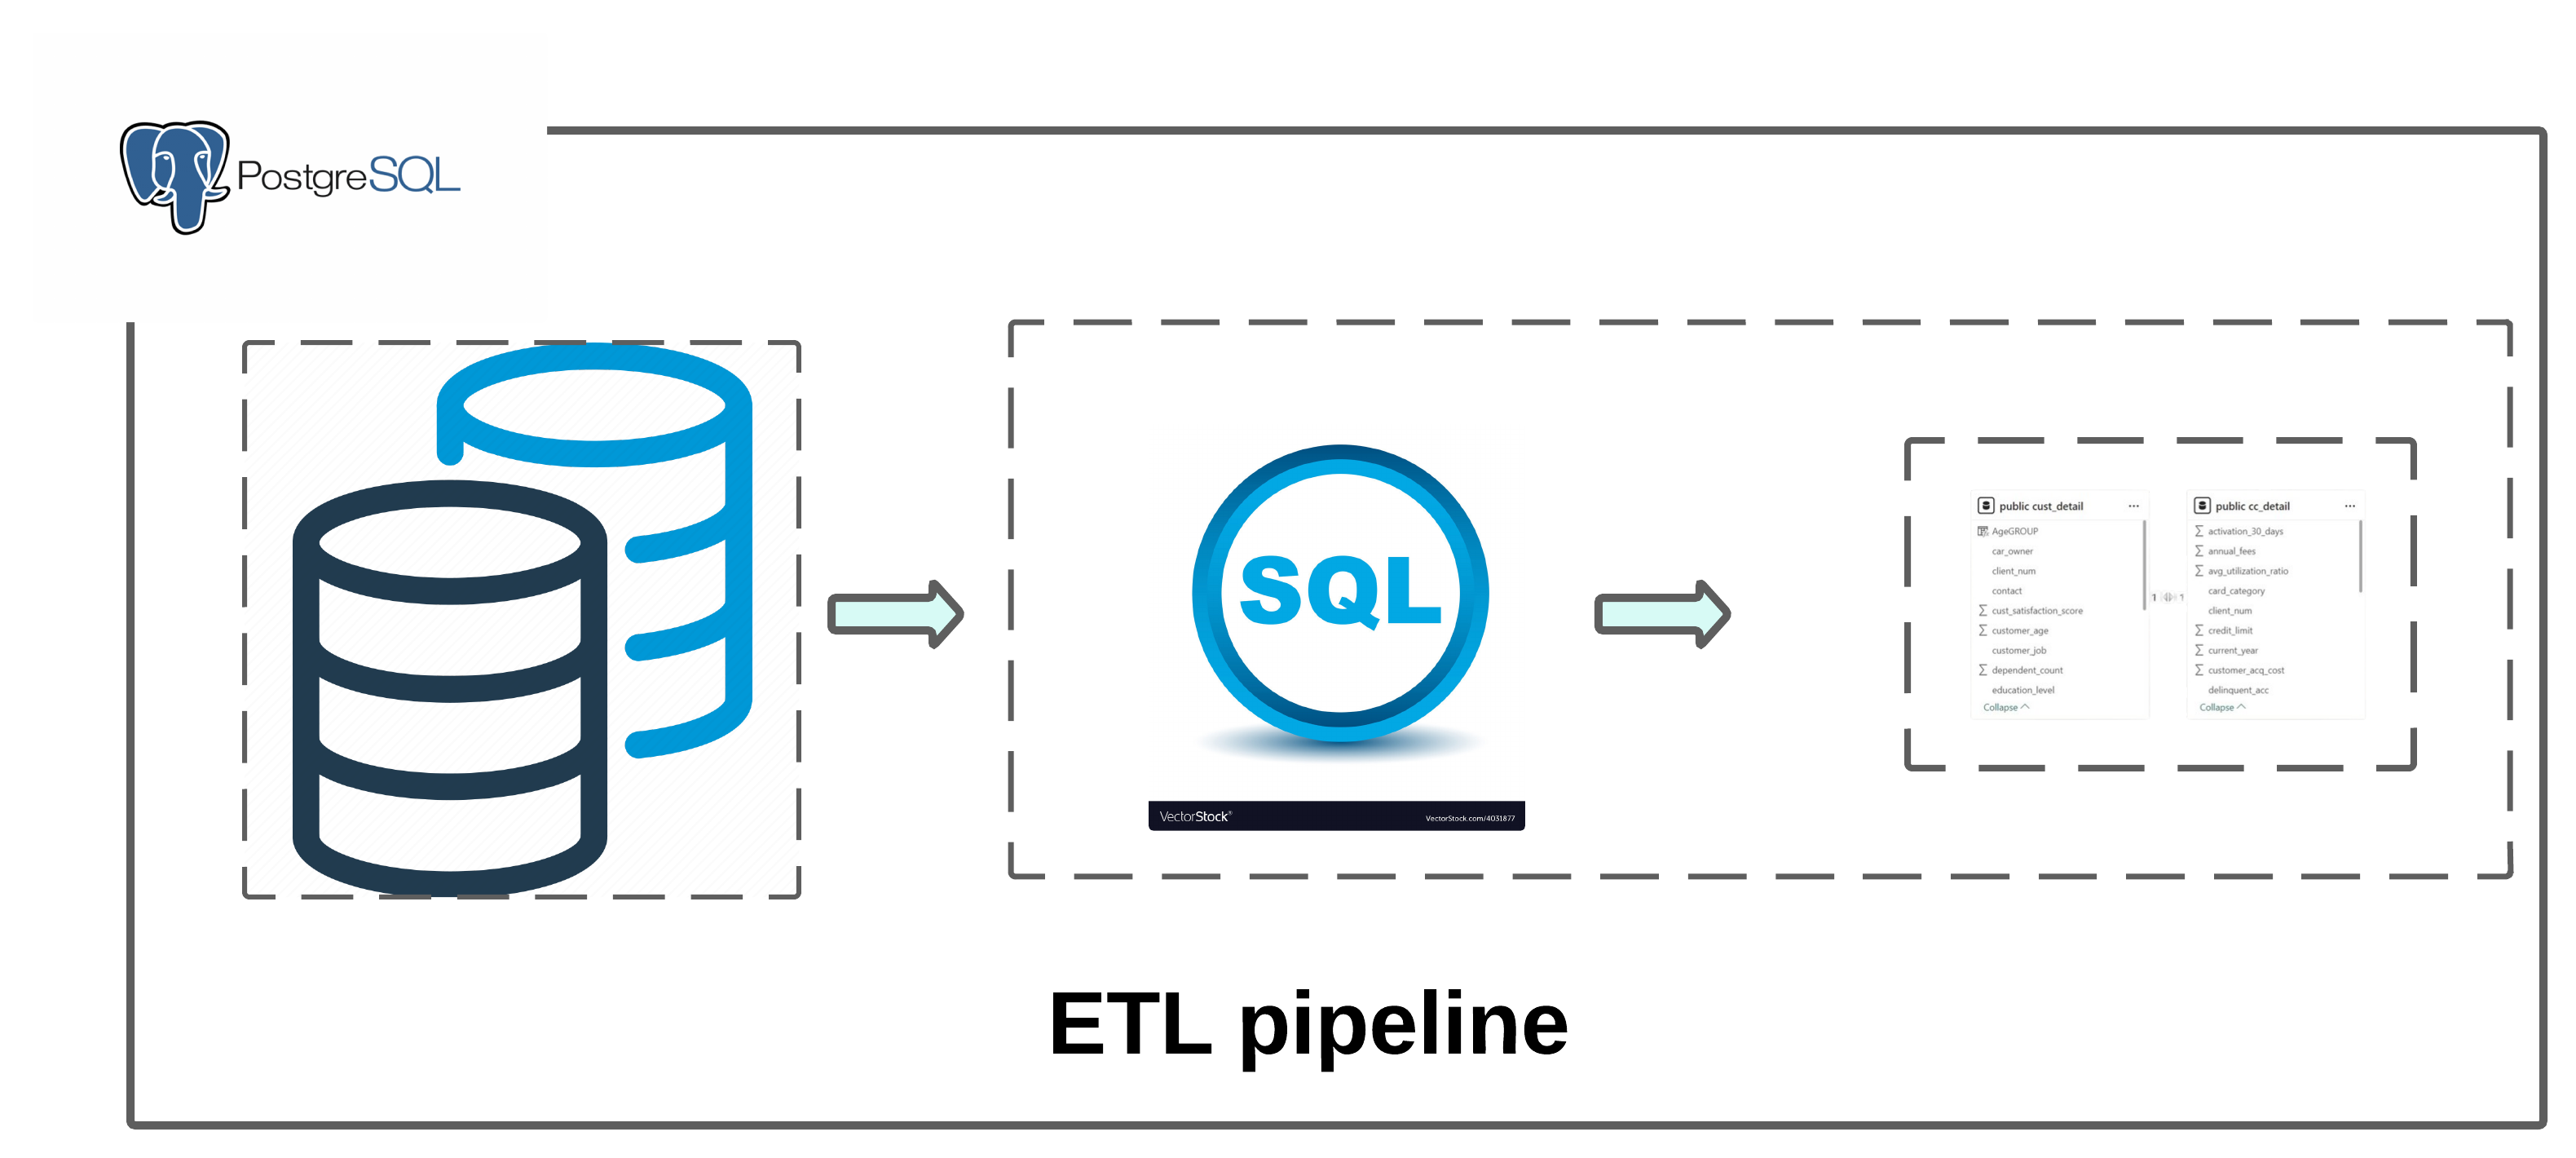 PostgreSQL
SQL
VectorStock®
VectorStock.com/4031877
public cust_detail ...
AgeGROUP
car_owner
client_num
contact
Σ cust_satisfaction_score
Σ customer_age
customer_job
Σ dependent_count
education_level
Collapse
1 1
public cc_detail ...
Σ activation_30_days
Σ annual_fees
Σ avg_utilization_ratio
card_category
client_num
Σ credit_limit
Σ current_year
Σ customer_acq_cost
delinquent_acc
Collapse
ETL pipeline